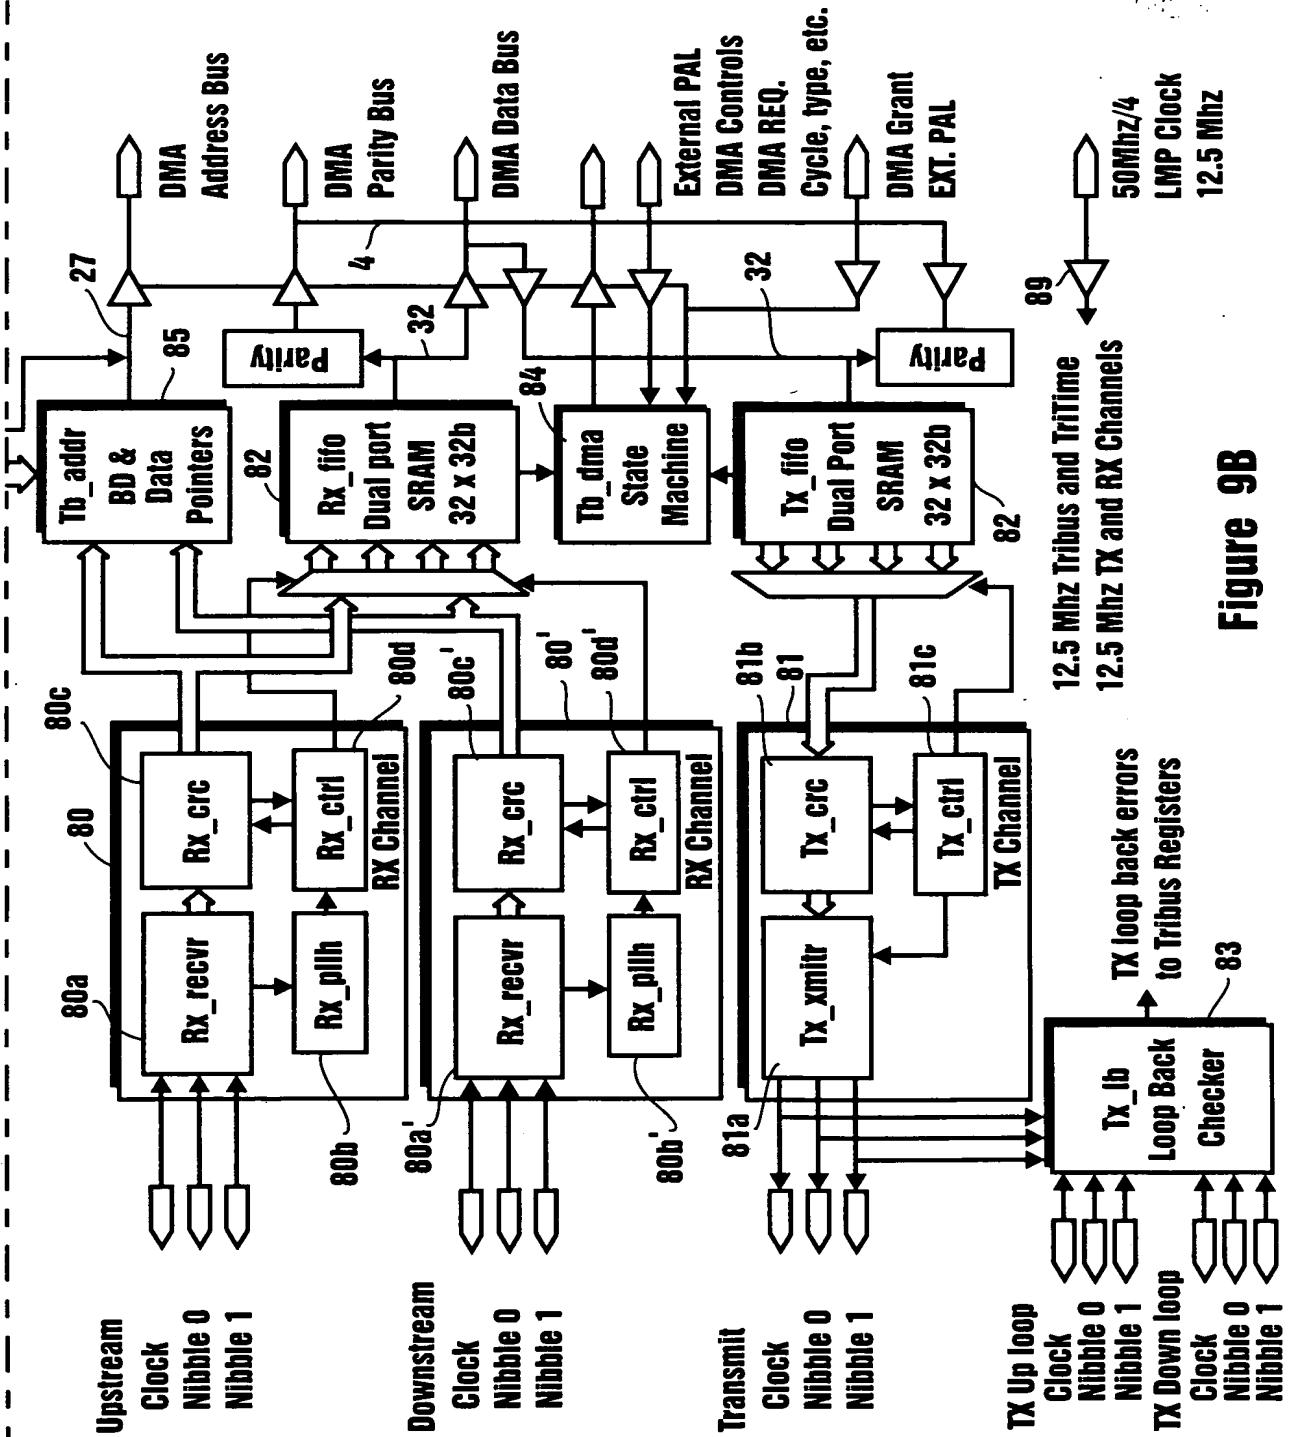 Upstream
Clock
Nibble 0
Nibble 1
80a
80
80c
Rx_recvr
Rx_crc
Rx_pllh
Rx_ctrl
RX Channel
80b
80d
Downstream
Clock
Nibble 0
Nibble 1
80a'
80c'
Rx_recvr
Rx_crc
Rx_pllh
Rx_ctrl
RX Channel
80b'
80'
80d'
Transmit
Clock
Nibble 0
Nibble 1
81a
81b
81
81c
Tx_xmitr
Tx_crc
Tx_ctrl
TX Channel
TX Up loop
Clock
Nibble 0
Nibble 1
TX Down loop
Clock
Nibble 0
Nibble 1
Tx_lb
Loop Back
Checker
83
TX loop back errors
to Tribus Registers
Tb_addr
BD &
Data
Pointers
85
27
DMA
Address Bus
82
Rx_fifo
Dual port
SRAM
32 x 32b
Parity
32
4
DMA
Parity Bus
DMA Data Bus
84
Tb_dma
State
Machine
External PAL
DMA Controls
DMA REQ.
Cycle, type, etc.
Tx_fifo
Dual Port
SRAM
32 x 32b
82
32
Parity
DMA Grant
EXT. PAL
89
50Mhz/4
LMP Clock
12.5 Mhz
12.5 Mhz Tribus and TriTime
12.5 Mhz TX and RX Channels
Figure 9B